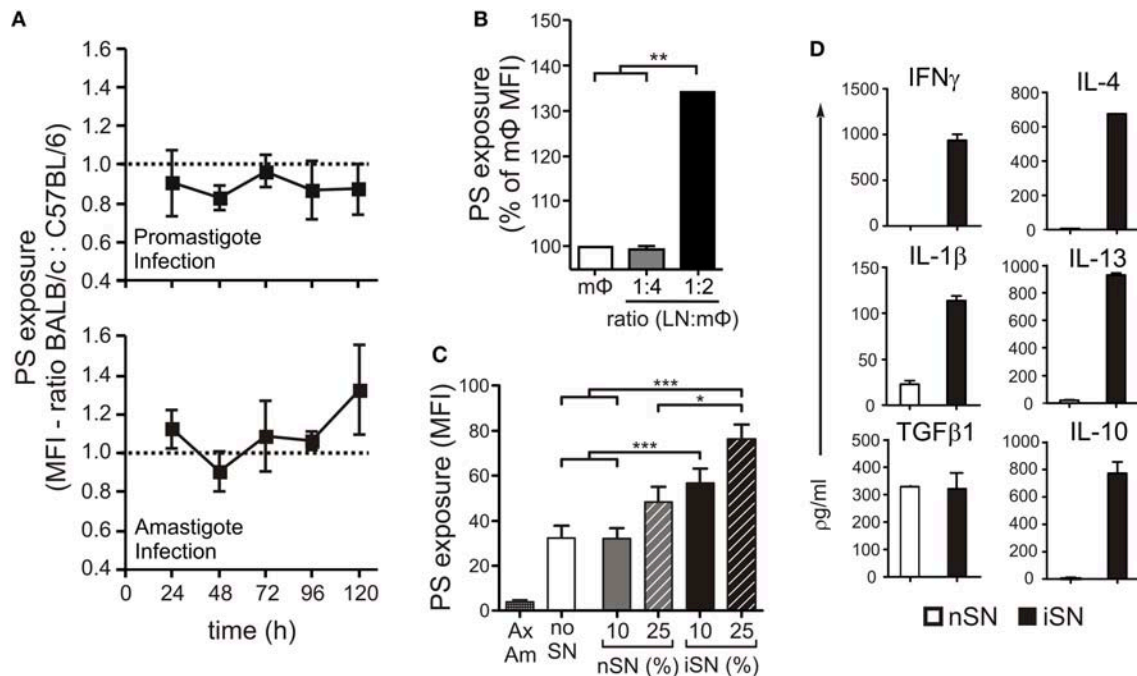 A
PS exposure
(MFI - ratio BALB/c : C57BL/6)
1.6
1.4
1.2
1.0
0.8
0.6
0.4
Promastigote
Infection
1.6
1.4
1.2
1.0
0.8
0.6
0.4
Amastigote
Infection
0 24 48 72 96 120
time (h)
B
PS exposure
(% of mΦ MFI)
150
140
130
120
110
100
**
mΦ 1:4 1:2
ratio (LN:mΦ)
C
PS exposure (MFI)
100
80
60
40
20
0
***
*
***
Ax
Am
no
SN
10 25 10 25
nSN (%) iSN (%)
D
ρg/ml
IFNγ
1500
1000
500
0
IL-4
800
600
400
200
0
IL-1β
150
100
50
0
IL-13
1000
800
600
400
200
0
TGFβ1
500
400
300
200
100
0
IL-10
1000
800
600
400
200
0
nSN iSN